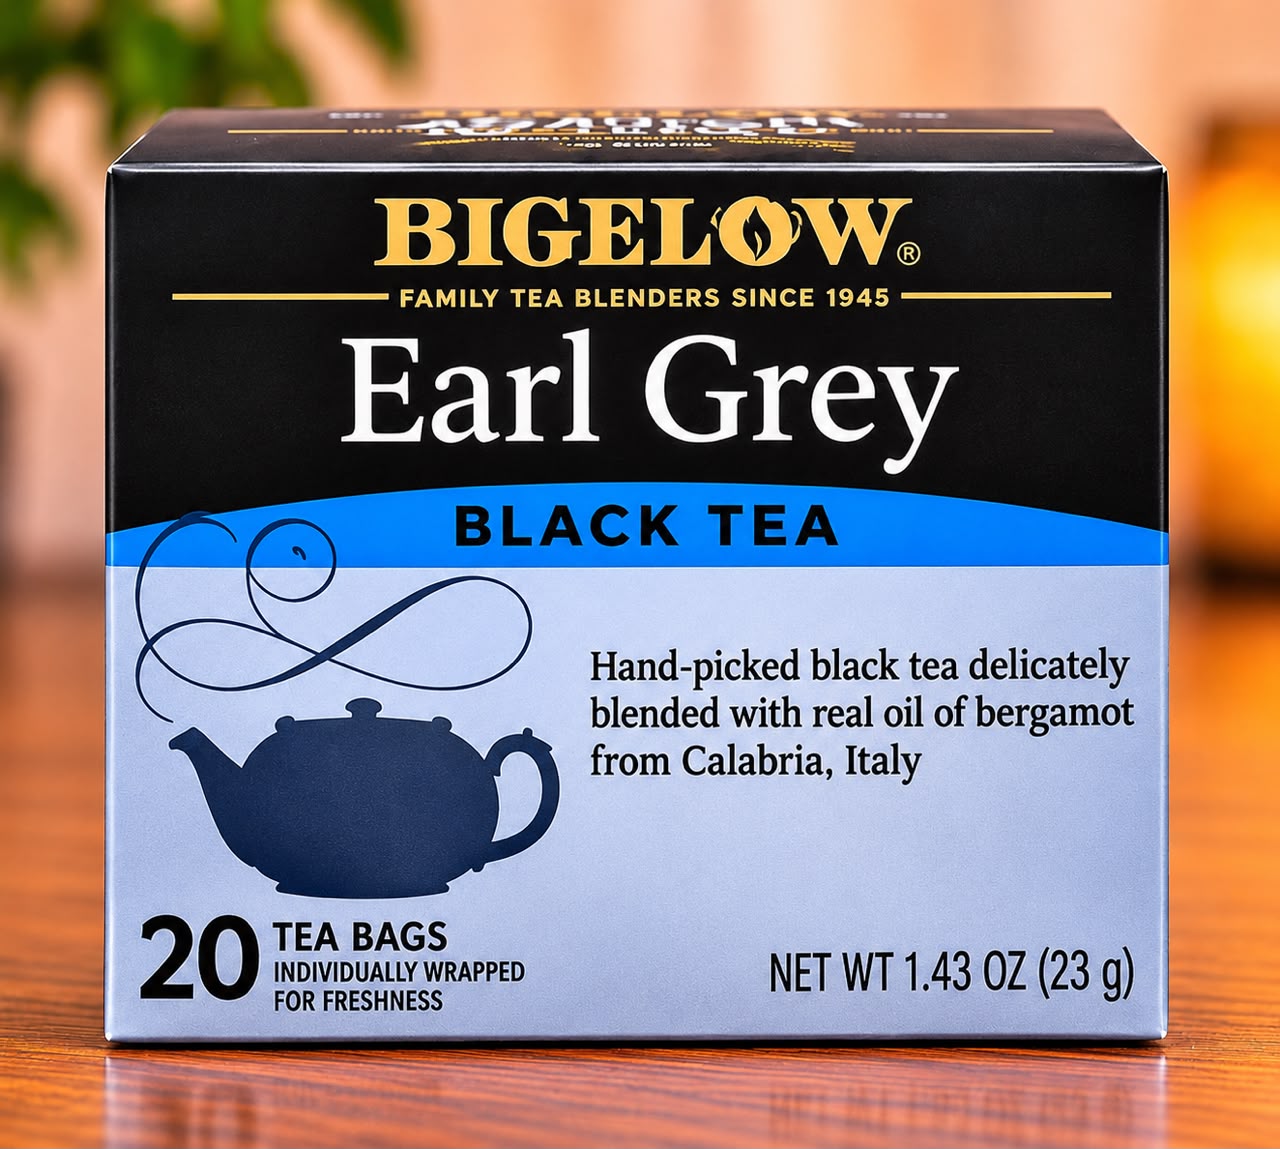 BIGELOW®
FAMILY TEA BLENDERS SINCE 1945
Earl Grey
BLACK TEA
Hand-picked black tea delicately
blended with real oil of bergamot
from Calabria, Italy
20 TEA BAGS
INDIVIDUALLY WRAPPED
FOR FRESHNESS
NET WT 1.43 OZ (23 g)